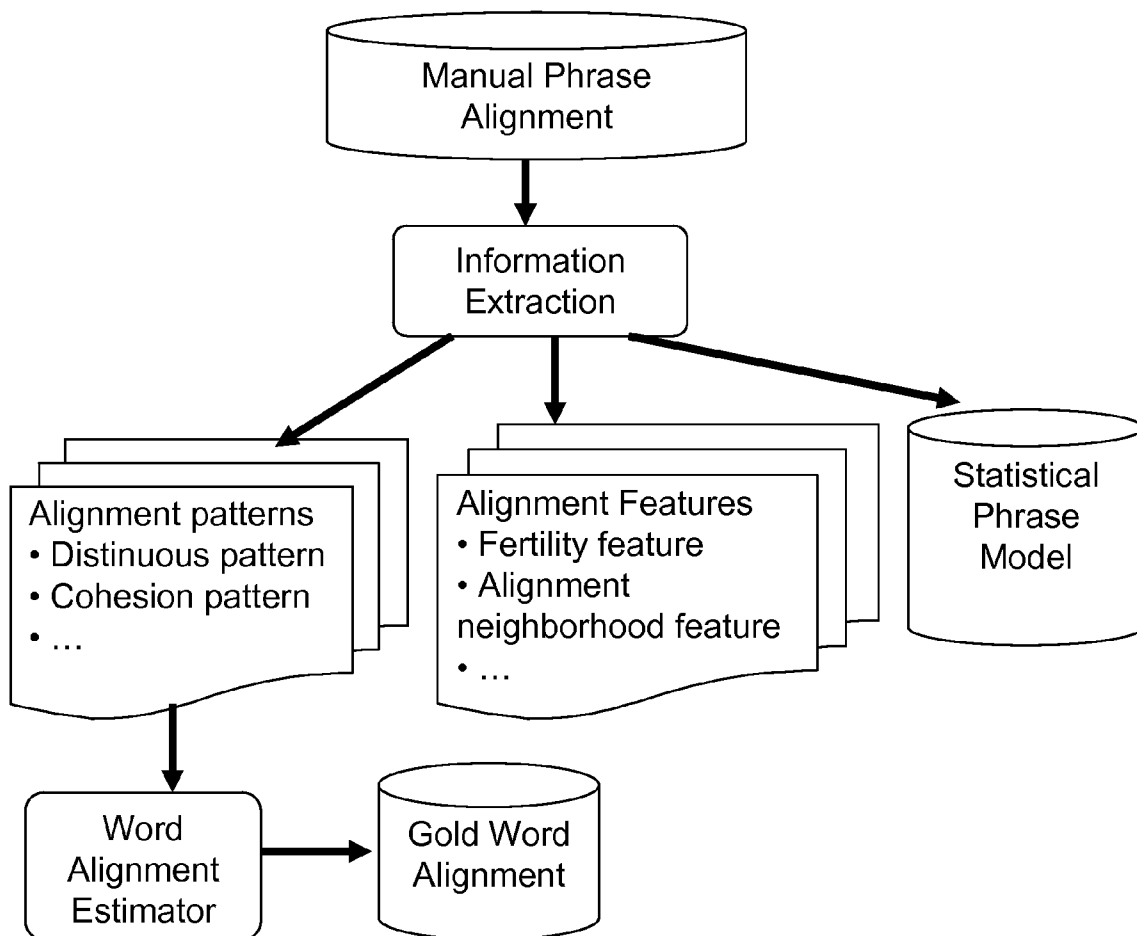 Manual Phrase
Alignment
Information
Extraction
Alignment patterns
• Distinuous pattern
• Cohesion pattern
• ...
Alignment Features
• Fertility feature
• Alignment
neighborhood feature
• ...
Statistical
Phrase
Model
Word
Alignment
Estimator
Gold Word
Alignment